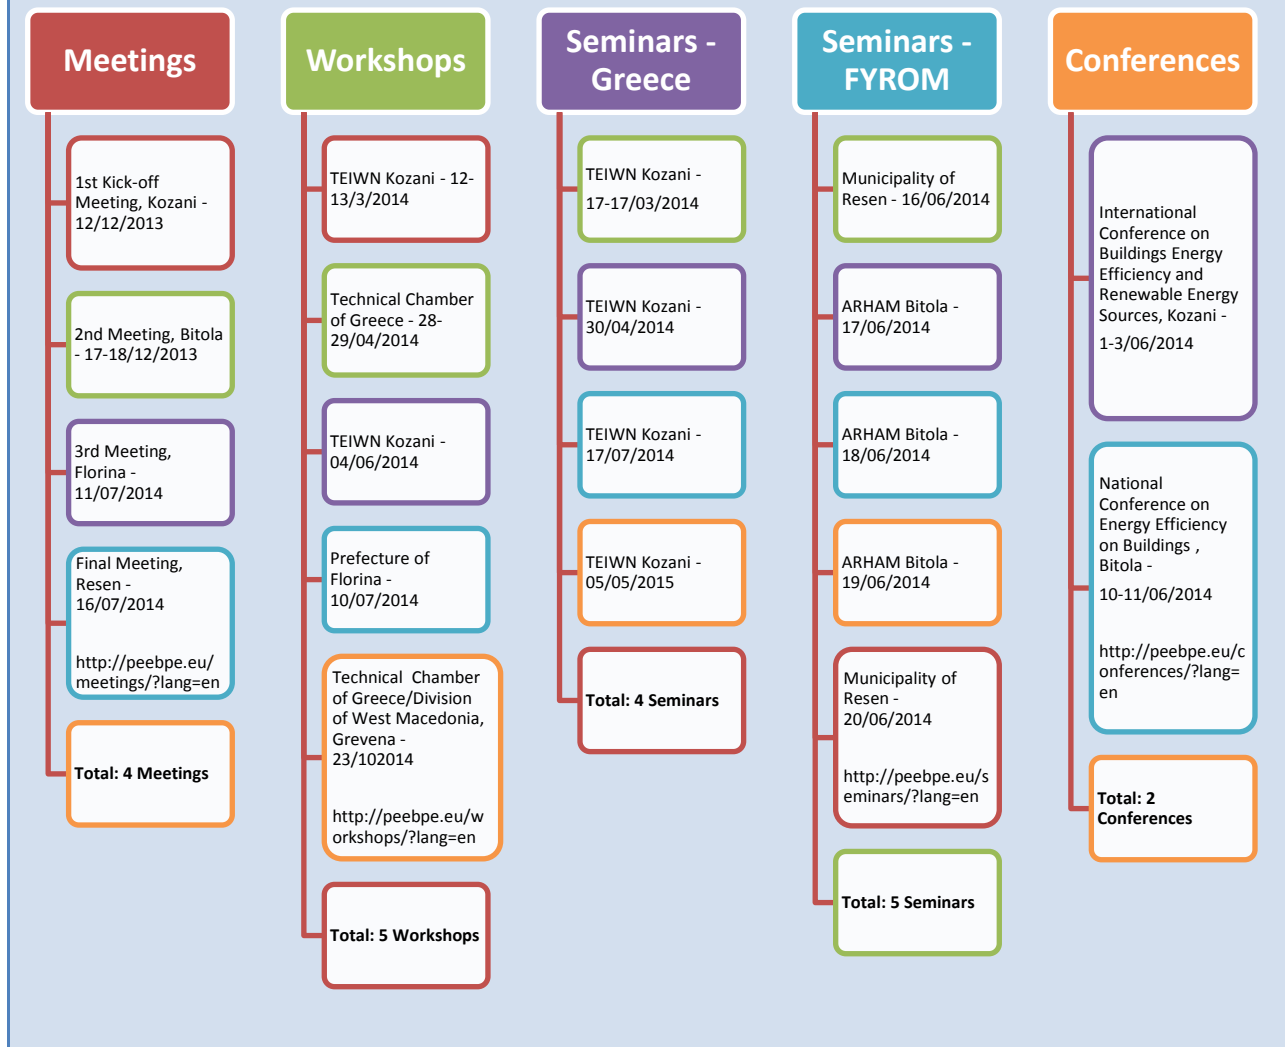 Meetings
1st Kick-off
Meeting, Kozani -
12/12/2013
2nd Meeting, Bitola
- 17-18/12/2013
3rd Meeting,
Florina -
11/07/2014
Final Meeting,
Resen -
16/07/2014
http://peebpe.eu/
meetings/?lang=en
Total: 4 Meetings
Workshops
TEIWN Kozani - 12-
13/3/2014
Technical Chamber
of Greece - 28-
29/04/2014
TEIWN Kozani -
04/06/2014
Prefecture of
Florina -
10/07/2014
Technical  Chamber
of Greece/Division
of West Macedonia,
Grevena -
23/102014
http://peebpe.eu/w
orkshops/?lang=en
Total: 5 Workshops
Seminars -
Greece
TEIWN Kozani -
17-17/03/2014
TEIWN Kozani -
30/04/2014
TEIWN Kozani -
17/07/2014
TEIWN Kozani -
05/05/2015
Total: 4 Seminars
Seminars -
FYROM
Municipality of
Resen - 16/06/2014
ARHAM Bitola -
17/06/2014
ARHAM Bitola -
18/06/2014
ARHAM Bitola -
19/06/2014
Municipality of
Resen -
20/06/2014
http://peebpe.eu/s
eminars/?lang=en
Total: 5 Seminars
Conferences
International
Conference on
Buildings Energy
Efficiency and
Renewable Energy
Sources, Kozani -
1-3/06/2014
National
Conference on
Energy Efficiency
on Buildings ,
Bitola -
10-11/06/2014
http://peebpe.eu/c
onferences/?lang=
en
Total: 2
Conferences